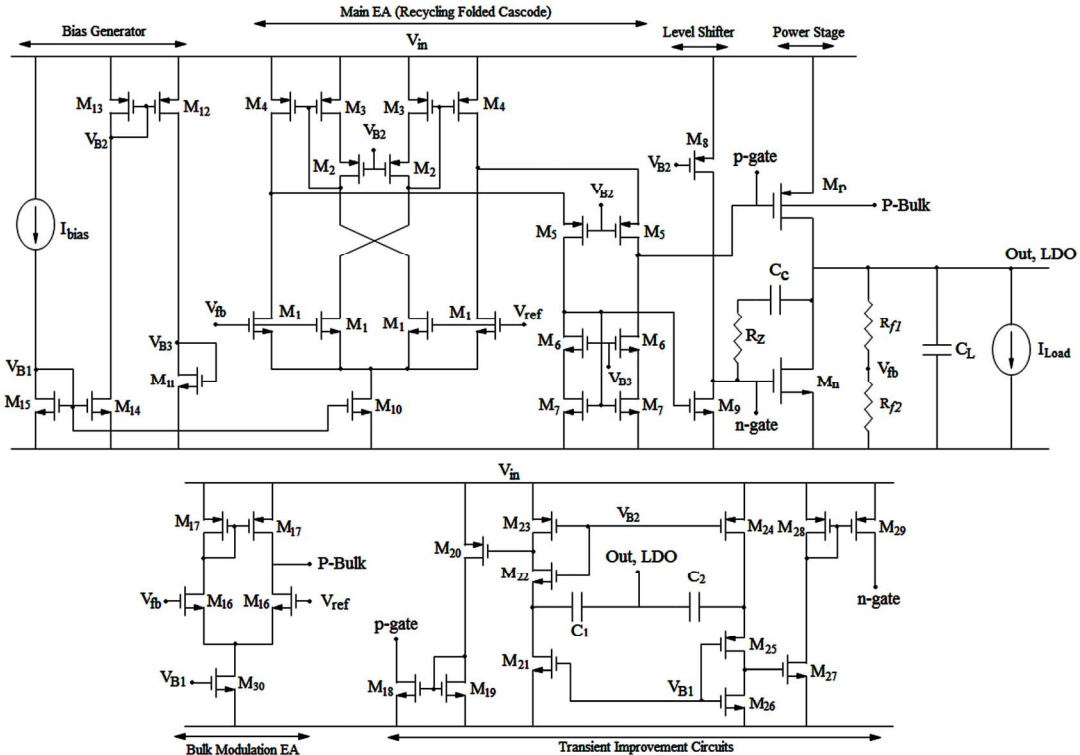 Main EA (Recycling Folded Cascode)
Bias Generator
Level Shifter
Power Stage
Vin
M13
M12
M4
M3
M3
M4
VB2
VB2
M2
M2
M8
VB2
p-gate
Mp
P-Bulk
Ibias
VB2
M5
M5
Out, LDO
Cc
Vfb
M1
M1
M1
M1
Vref
Rz
Rf1
VB3
M6
M6
VB3
Vfb
CL
ILoad
VB1
M11
Mn
M15
M14
M10
M7
M7
M9
n-gate
Rf2
Vin
M17
M17
M23
VB2
M24
M28
M29
M20
P-Bulk
M22
Out, LDO
C2
Vfb
M16
M16
Vref
C1
n-gate
p-gate
M21
M25
VB1
M30
M18
M19
VB1
M26
M27
Bulk Modulation EA
Transient Improvement Circuits